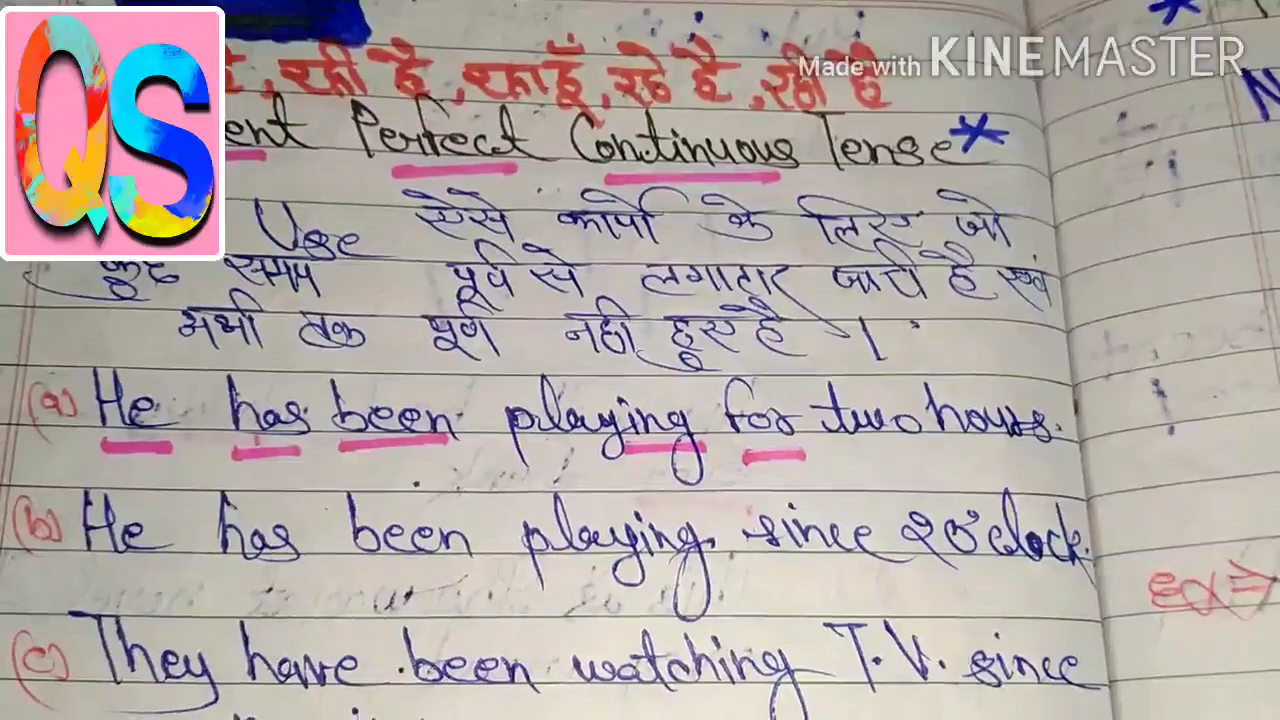 QS
Made with KINEMASTER
है, रही है, रहा हूँ, रहे है, रही है
ent Perfect Continuous Tense*
Use ऐसे कार्यो के लिए जो
कुछ समय पूर्व से लगातार जारी है एवं
अभी तक पूर्ण नही हुए है।
(a) He has been playing for two hours.
(b) He has been playing since 2 o'clock.
(c) They have been watching T.V. since
ex⇒